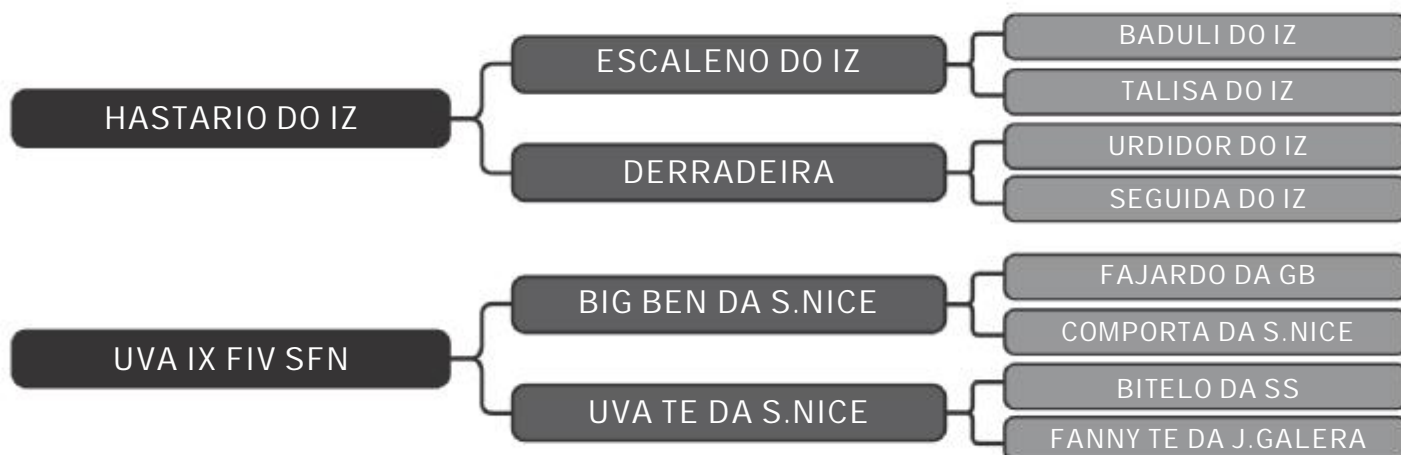 HASTARIO DO IZ
ESCALENO DO IZ
BADULI DO IZ
TALISA DO IZ
DERRADEIRA
URDIDOR DO IZ
SEGUIDA DO IZ
UVA IX FIV SFN
BIG BEN DA S.NICE
FAJARDO DA GB
COMPORTA DA S.NICE
UVA TE DA S.NICE
BITELO DA SS
FANNY TE DA J.GALERA